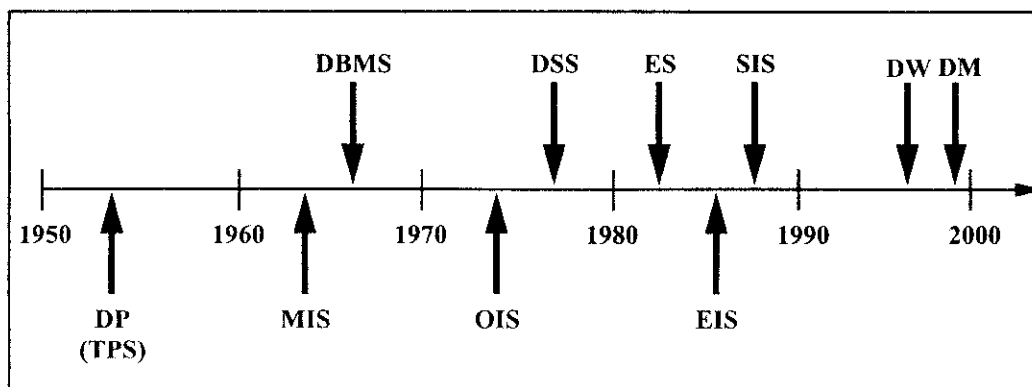 DBMS DSS ES SIS DW DM
1950 1960 1970 1980 1990 2000
DP MIS OIS EIS
(TPS)